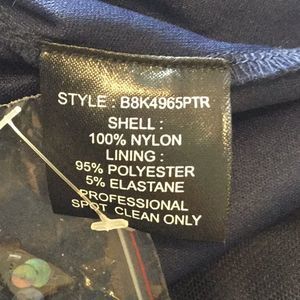 STYLE : B8K4965PTR
SHELL :
100% NYLON
LINING :
95% POLYESTER
5% ELASTANE
PROFESSIONAL
SPOT CLEAN ONLY